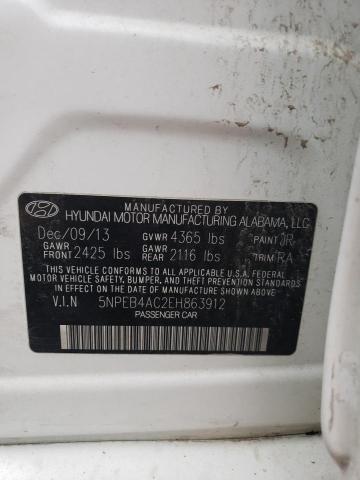 MANUFACTURED BY
HYUNDAI MOTOR MANUFACTURING ALABAMA, LLC
Dec/09/13 GVWR 4365 lbs PAINT JR
GAWR FRONT 2425 lbs GAWR REAR 2116 lbs TRIM RA
THIS VEHICLE CONFORMS TO ALL APPLICABLE U.S. FEDERAL
MOTOR VEHICLE SAFETY, BUMPER, AND THEFT PREVENTION
STANDARDS IN EFFECT ON THE DATE OF MANUFACTURE SHOWN ABOVE.
V.I.N 5NPEB4AC2EH863912
PASSENGER CAR